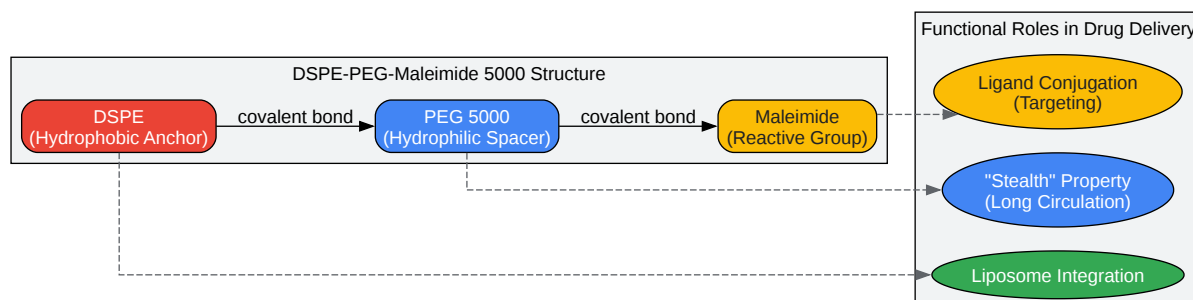 Functional Roles in Drug Delivery
DSPE-PEG-Maleimide 5000 Structure
DSPE
(Hydrophobic Anchor)
covalent bond
PEG 5000
(Hydrophilic Spacer)
covalent bond
Maleimide
(Reactive Group)
Ligand Conjugation
(Targeting)
"Stealth" Property
(Long Circulation)
Liposome Integration